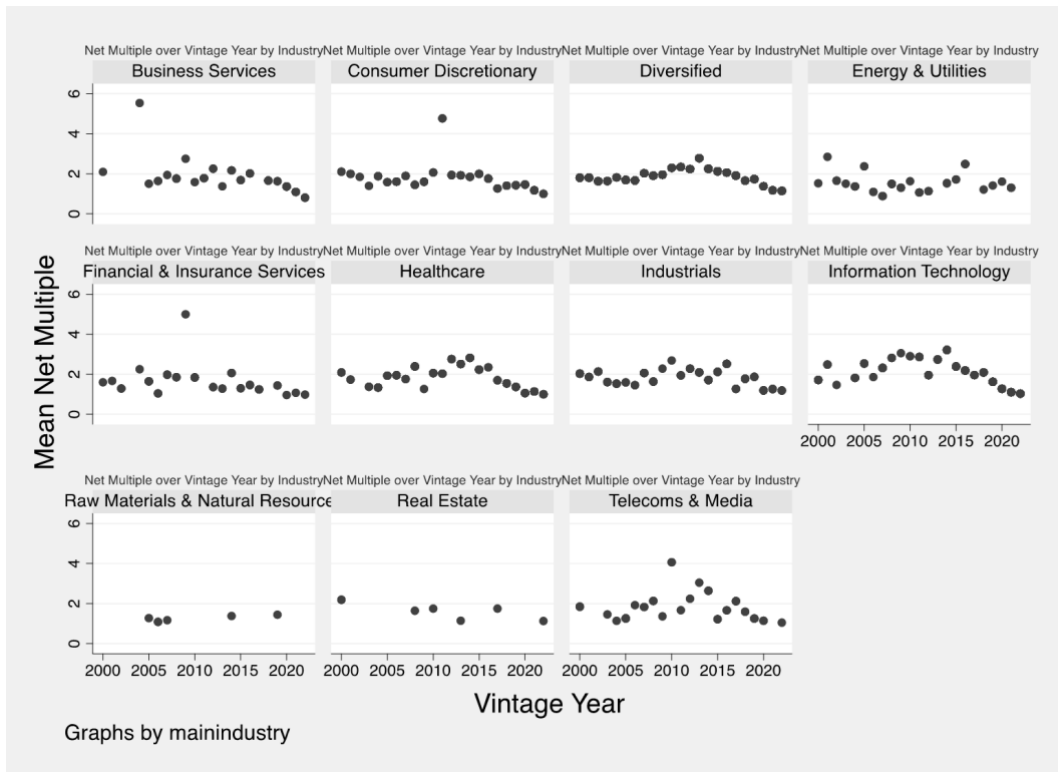 Net Multiple over Vintage Year by Industry Net Multiple over Vintage Year by Industry Net Multiple over Vintage Year by Industry Net Multiple over Vintage Year by Industry
Business Services Consumer Discretionary Diversified Energy & Utilities
6
4
2
0
Net Multiple over Vintage Year by Industry Net Multiple over Vintage Year by Industry Net Multiple over Vintage Year by Industry Net Multiple over Vintage Year by Industry
Financial & Insurance Services Healthcare Industrials Information Technology
6
4
2
0
Mean Net Multiple
2000 2005 2010 2015 2020
Net Multiple over Vintage Year by Industry Net Multiple over Vintage Year by Industry Net Multiple over Vintage Year by Industry
Raw Materials & Natural Resource Real Estate Telecoms & Media
6
4
2
0
2000 2005 2010 2015 2020 2000 2005 2010 2015 2020 2000 2005 2010 2015 2020
Vintage Year
Graphs by mainindustry